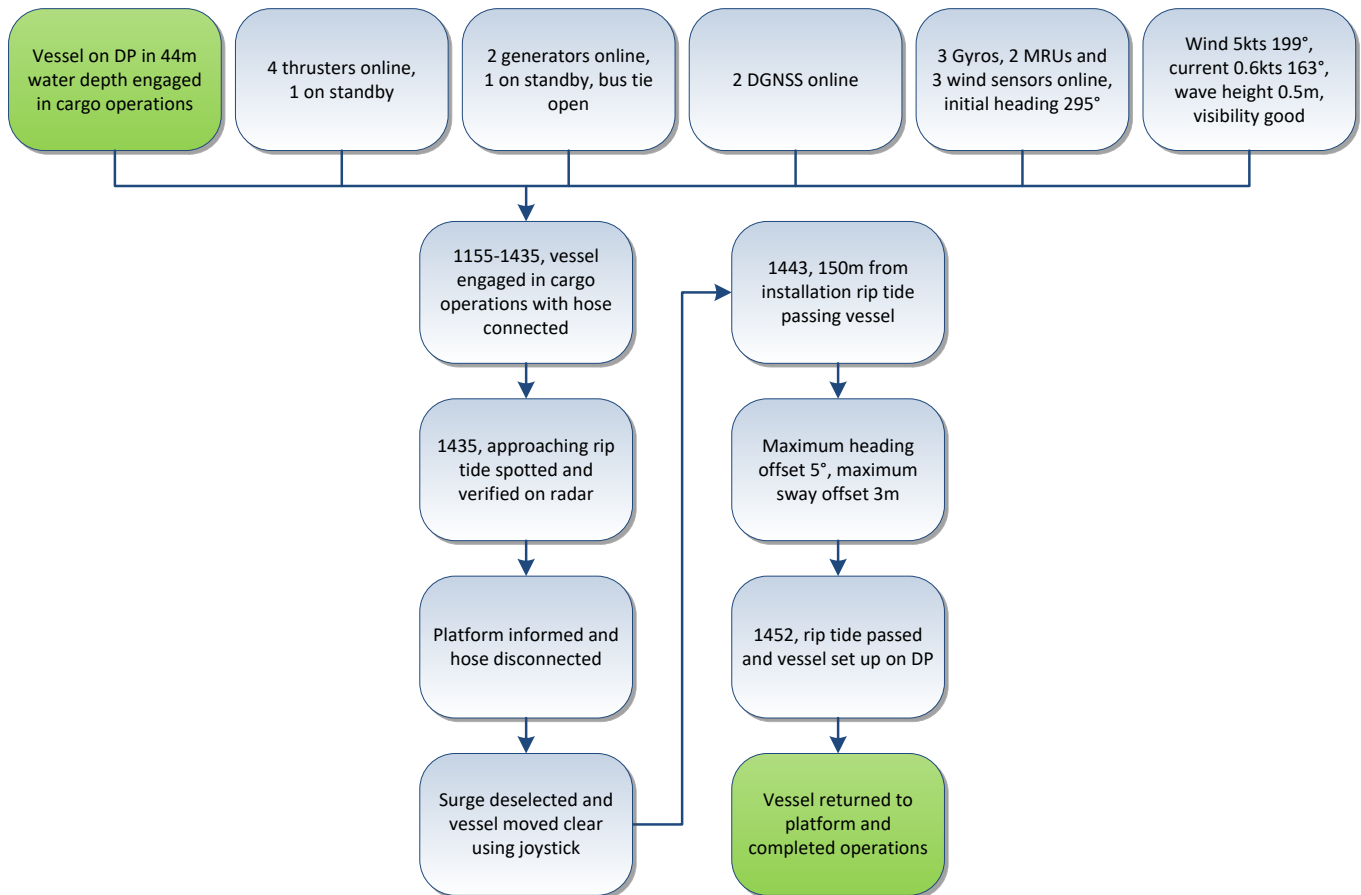 Vessel on DP in 44m
water depth engaged
in cargo operations
4 thrusters online,
1 on standby
2 generators online,
1 on standby, bus tie
open
2 DGNSS online
3 Gyros, 2 MRUs and
3 wind sensors online,
initial heading 295°
Wind 5kts 199°,
current 0.6kts 163°,
wave height 0.5m,
visibility good
1155-1435, vessel
engaged in cargo
operations with hose
connected
1435, approaching rip
tide spotted and
verified on radar
Platform informed and
hose disconnected
Surge deselected and
vessel moved clear
using joystick
1443, 150m from
installation rip tide
passing vessel
Maximum heading
offset 5°, maximum
sway offset 3m
1452, rip tide passed
and vessel set up on DP
Vessel returned to
platform and
completed operations